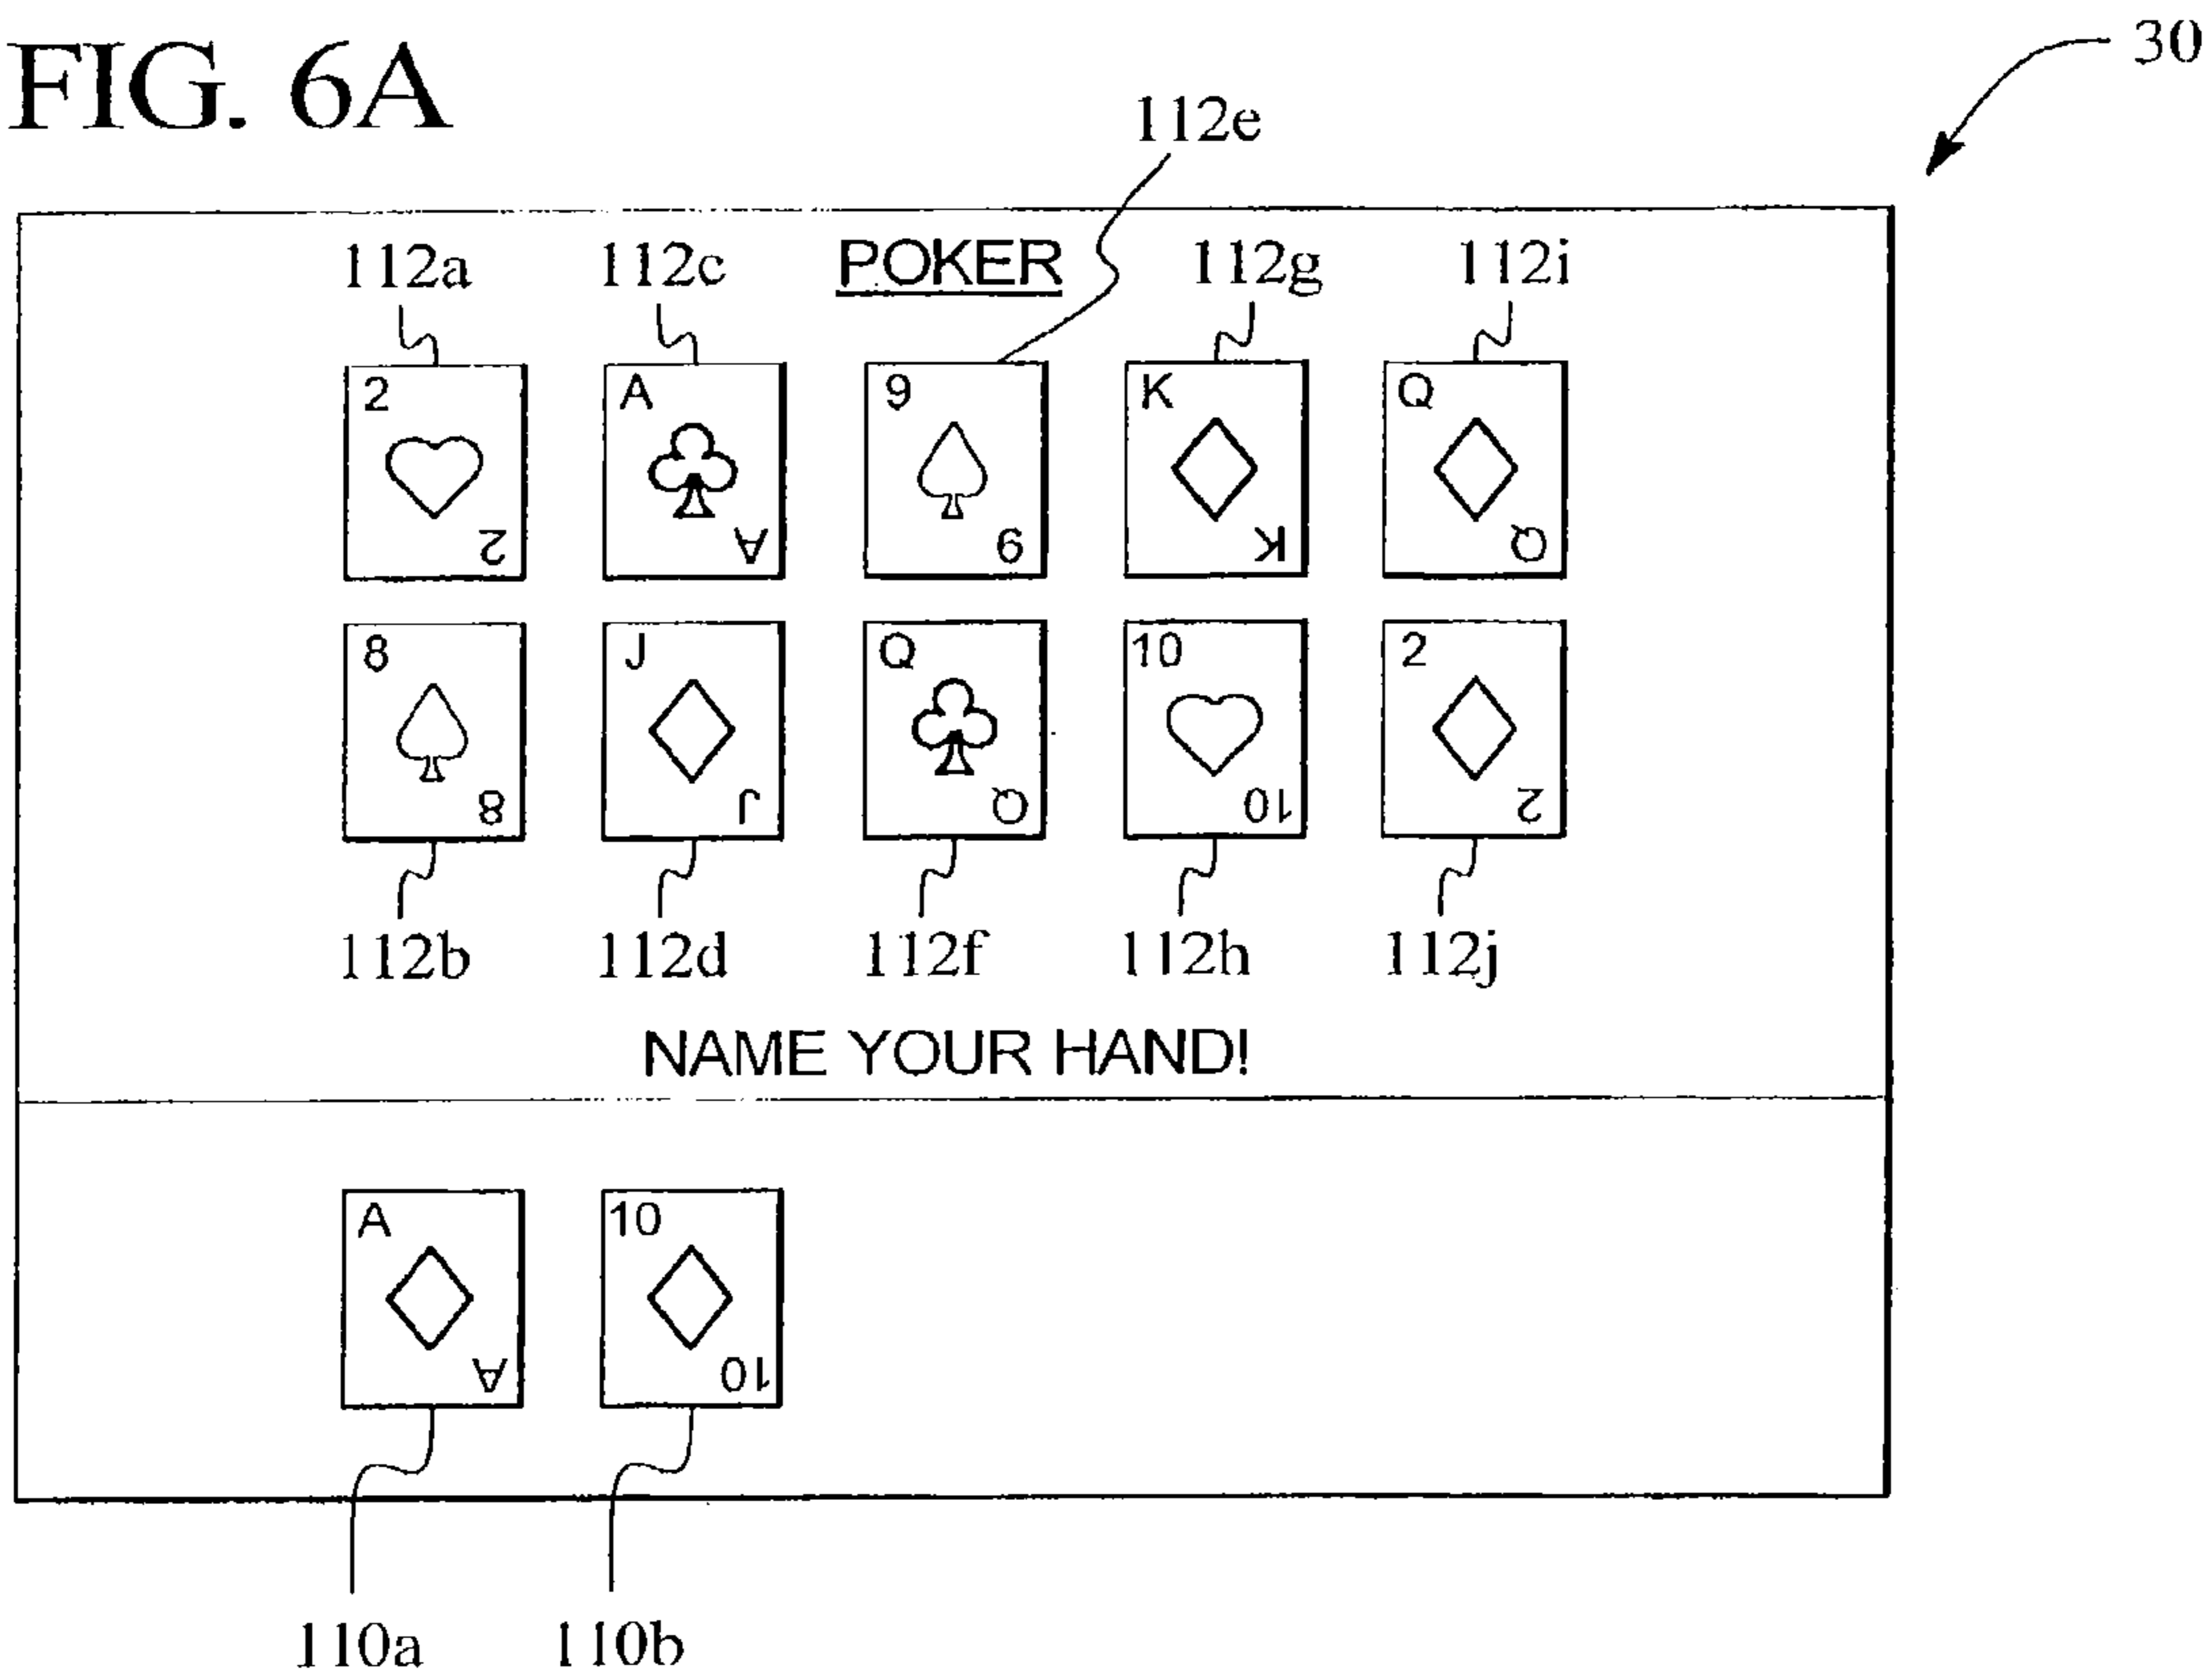 FIG. 6A
30
112e
POKER
112a 112c 112g 112i
2 A 9 K Q
2 A 9 K Q
8 J Q 10 2
8 J Q 10 2
112b 112d 112f 112h 112j
NAME YOUR HAND!
A 10
A 10
110a 110b